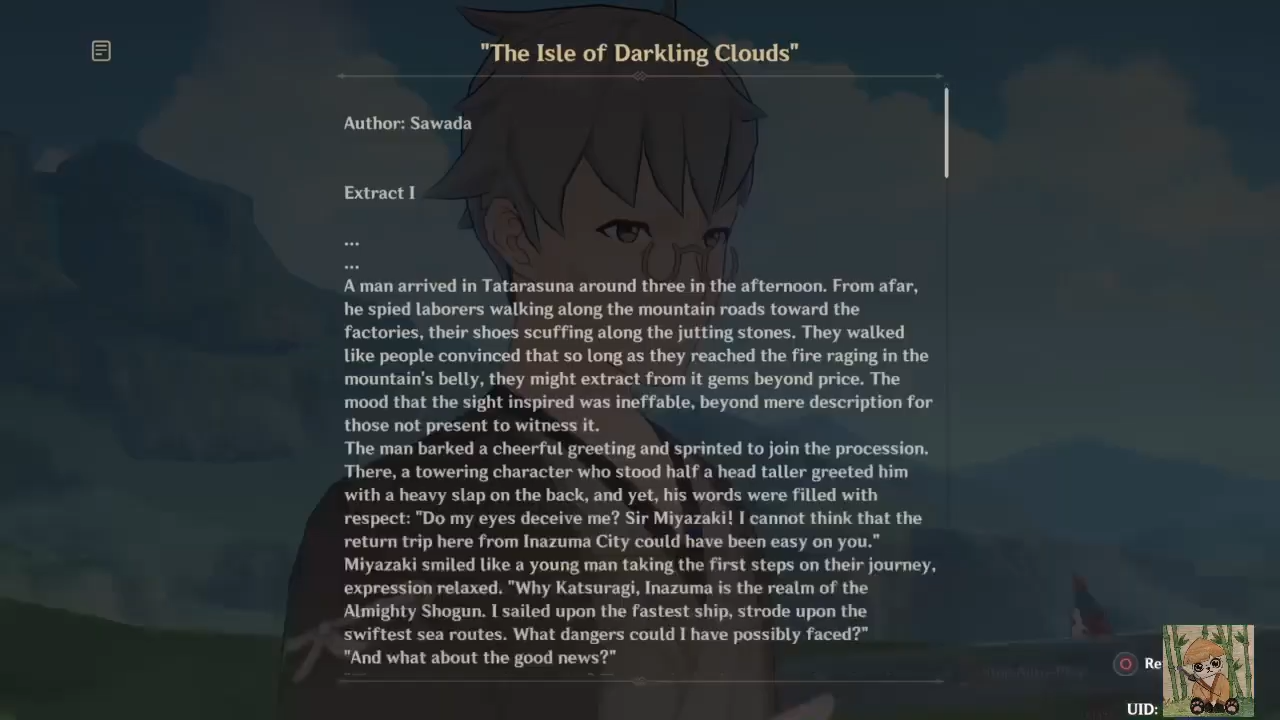 "The Isle of Darkling Clouds"
Author: Sawada
Extract I
...
...
A man arrived in Tatarasuna around three in the afternoon. From afar,
he spied laborers walking along the mountain roads toward the
factories, their shoes scuffing along the jutting stones. They walked
like people convinced that so long as they reached the fire raging in the
mountain's belly, they might extract from it gems beyond price. The
mood that the sight inspired was ineffable, beyond mere description for
those not present to witness it.
The man barked a cheerful greeting and sprinted to join the procession.
There, a towering character who stood half a head taller greeted him
with a heavy slap on the back, and yet, his words were filled with
respect: "Do my eyes deceive me? Sir Miyazaki! I cannot think that the
return trip here from Inazuma City could have been easy on you."
Miyazaki smiled like a young man taking the first steps on their journey,
expression relaxed. "Why Katsuragi, Inazuma is the realm of the
Almighty Shogun. I sailed upon the fastest ship, strode upon the
swiftest sea routes. What dangers could I have possibly faced?"
"And what about the good news?"
Re
UID: